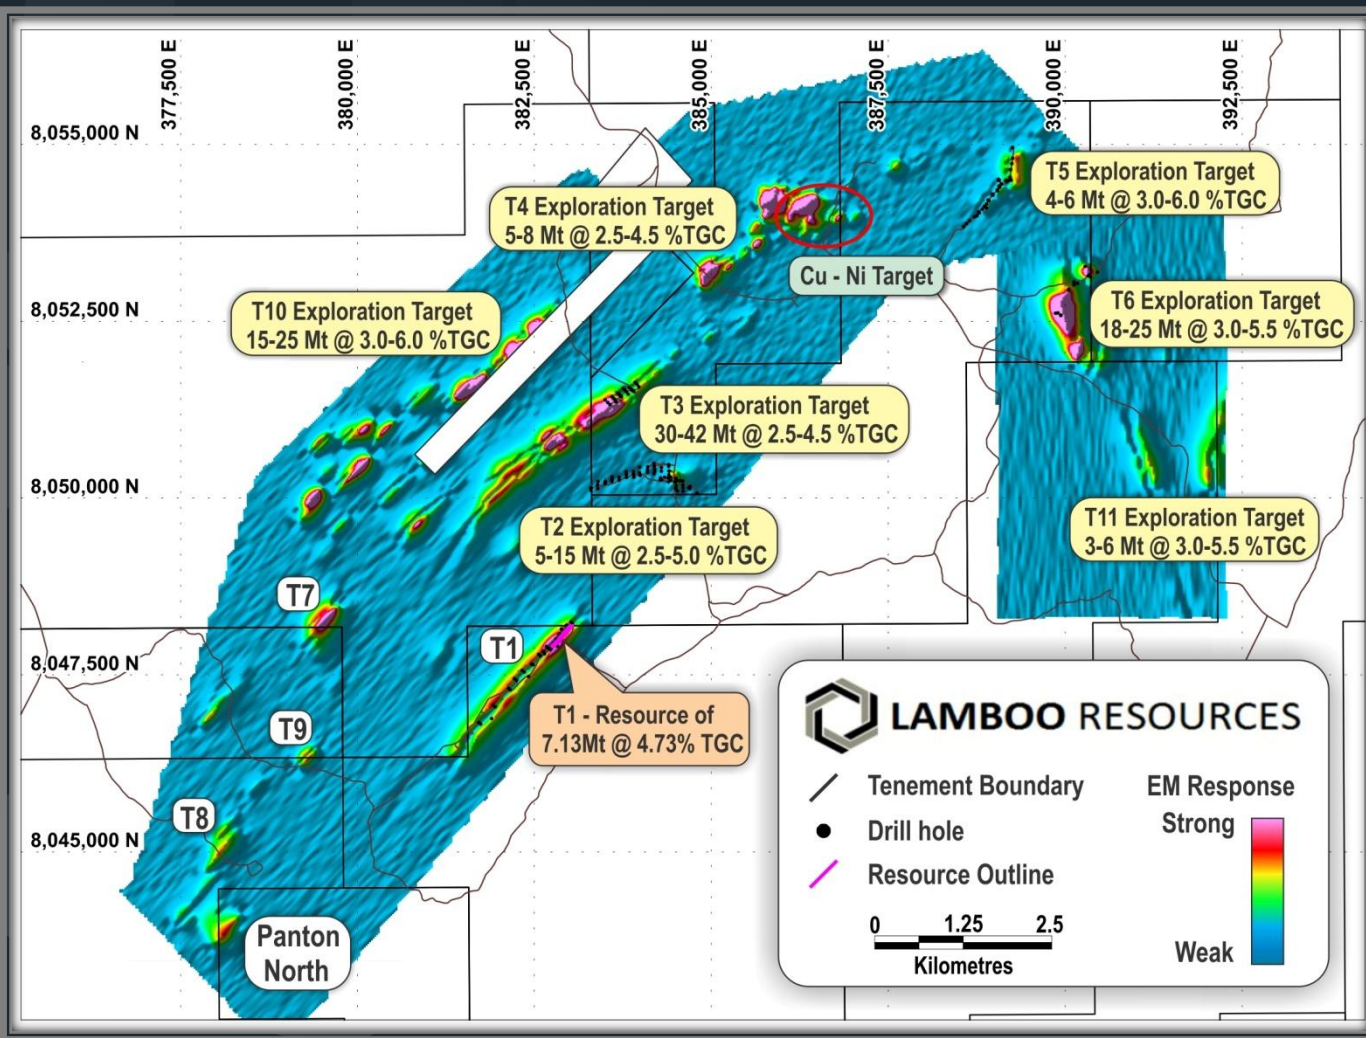 377,500 E
380,000 E
382,500 E
385,000 E
387,500 E
390,000 E
392,500 E
8,055,000 N
8,052,500 N
8,050,000 N
8,047,500 N
8,045,000 N
T5 Exploration Target
4-6 Mt @ 3.0-6.0 %TGC
T4 Exploration Target
5-8 Mt @ 2.5-4.5 %TGC
Cu - Ni Target
T10 Exploration Target
15-25 Mt @ 3.0-6.0 %TGC
T6 Exploration Target
18-25 Mt @ 3.0-5.5 %TGC
T3 Exploration Target
30-42 Mt @ 2.5-4.5 %TGC
T2 Exploration Target
5-15 Mt @ 2.5-5.0 %TGC
T11 Exploration Target
3-6 Mt @ 3.0-5.5 %TGC
T7
T1
T1 - Resource of
7.13Mt @ 4.73% TGC
T9
T8
Panton
North
LAMBOO RESOURCES
Tenement Boundary
Drill hole
Resource Outline
0 1.25 2.5
Kilometres
EM Response
Strong
Weak